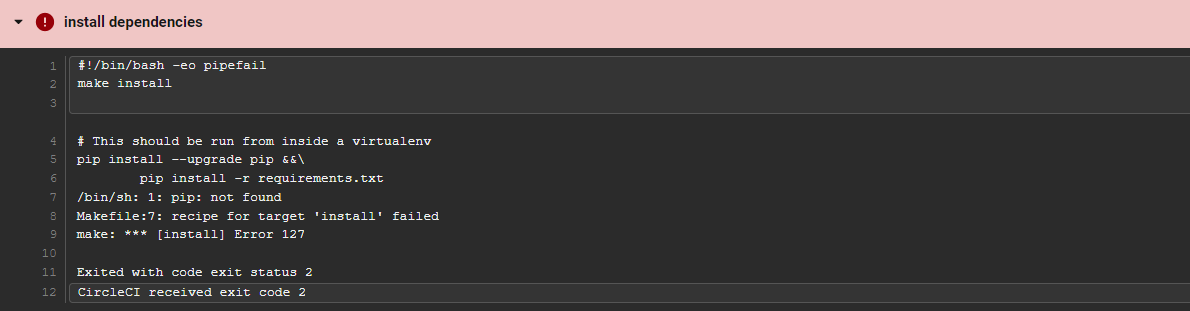 install dependencies
1 #!/bin/bash -eo pipefail
2 make install
3
4 # This should be run from inside a virtualenv
5 pip install --upgrade pip &&\
6 pip install -r requirements.txt
7 /bin/sh: 1: pip: not found
8 Makefile:7: recipe for target 'install' failed
9 make: *** [install] Error 127
10
11 Exited with code exit status 2
12 CircleCI received exit code 2